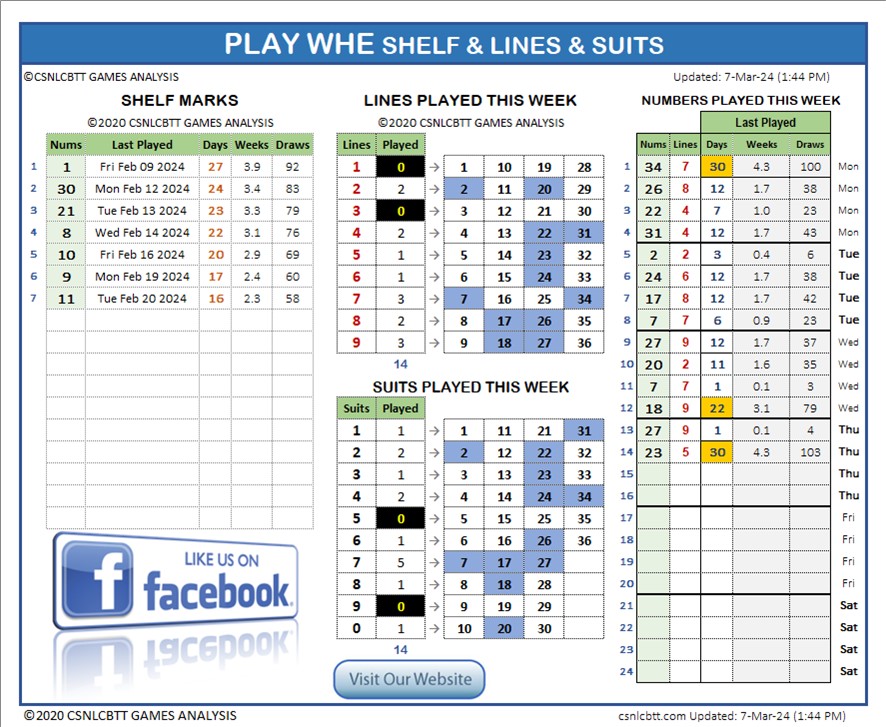 PLAY WHE SHELF & LINES & SUITS
©CSNLCBTT GAMES ANALYSIS
Updated: 7-Mar-24 (1:44 PM)
SHELF MARKS
©2020 CSNLCBTT GAMES ANALYSIS
Nums Last Played Days Weeks Draws
1 1 Fri Feb 09 2024 27 3.9 92
2 30 Mon Feb 12 2024 24 3.4 83
3 21 Tue Feb 13 2024 23 3.3 79
4 8 Wed Feb 14 2024 22 3.1 76
5 10 Fri Feb 16 2024 20 2.9 69
6 9 Mon Feb 19 2024 17 2.4 60
7 11 Tue Feb 20 2024 16 2.3 58
LIKE US ON
f facebook
LINES PLAYED THIS WEEK
©2020 CSNLCBTT GAMES ANALYSIS
Lines Played
1 0 → 1 10 19 28
2 2 → 2 11 20 29
3 0 → 3 12 21 30
4 2 → 4 13 22 31
5 1 → 5 14 23 32
6 1 → 6 15 24 33
7 3 → 7 16 25 34
8 2 → 8 17 26 35
9 3 → 9 18 27 36
14
SUITS PLAYED THIS WEEK
Suits Played
1 1 → 1 11 21 31
2 2 → 2 12 22 32
3 1 → 3 13 23 33
4 2 → 4 14 24 34
5 0 → 5 15 25 35
6 1 → 6 16 26 36
7 5 → 7 17 27
8 1 → 8 18 28
9 0 → 9 19 29
0 1 → 10 20 30
14
Visit Our Website
NUMBERS PLAYED THIS WEEK
Last Played
Nums Lines Days Weeks Draws
1 34 7 30 4.3 100 Mon
2 26 8 12 1.7 38 Mon
3 22 4 7 1.0 23 Mon
4 31 4 12 1.7 43 Mon
5 2 2 3 0.4 6 Tue
6 24 6 12 1.7 38 Tue
7 17 8 12 1.7 42 Tue
8 7 7 6 0.9 23 Tue
9 27 9 12 1.7 37 Wed
10 20 2 11 1.6 35 Wed
11 7 7 1 0.1 3 Wed
12 18 9 22 3.1 79 Wed
13 27 9 1 0.1 4 Thu
14 23 5 30 4.3 103 Thu
15 Thu
16 Thu
17 Fri
18 Fri
19 Fri
20 Fri
21 Sat
22 Sat
23 Sat
24 Sat
©2020 CSNLCBTT GAMES ANALYSIS
csnlcbtt.com Updated: 7-Mar-24 (1:44 PM)